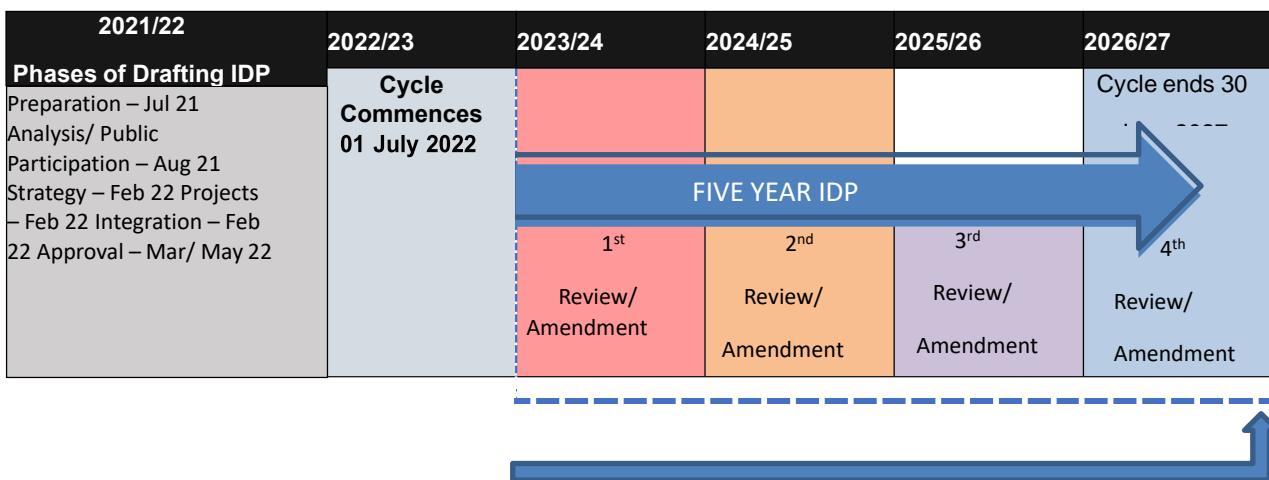 2021/22
Phases of Drafting IDP
2022/23
2023/24
2024/25
2025/26
2026/27
Preparation – Jul 21
Analysis/ Public
Participation – Aug 21
Strategy – Feb 22 Projects
– Feb 22 Integration – Feb
22 Approval – Mar/ May 22
Cycle
Commences
01 July 2022
Cycle ends 30
FIVE YEAR IDP
1st
Review/
Amendment
2nd
Review/
Amendment
3rd
Review/
Amendment
4th
Review/
Amendment